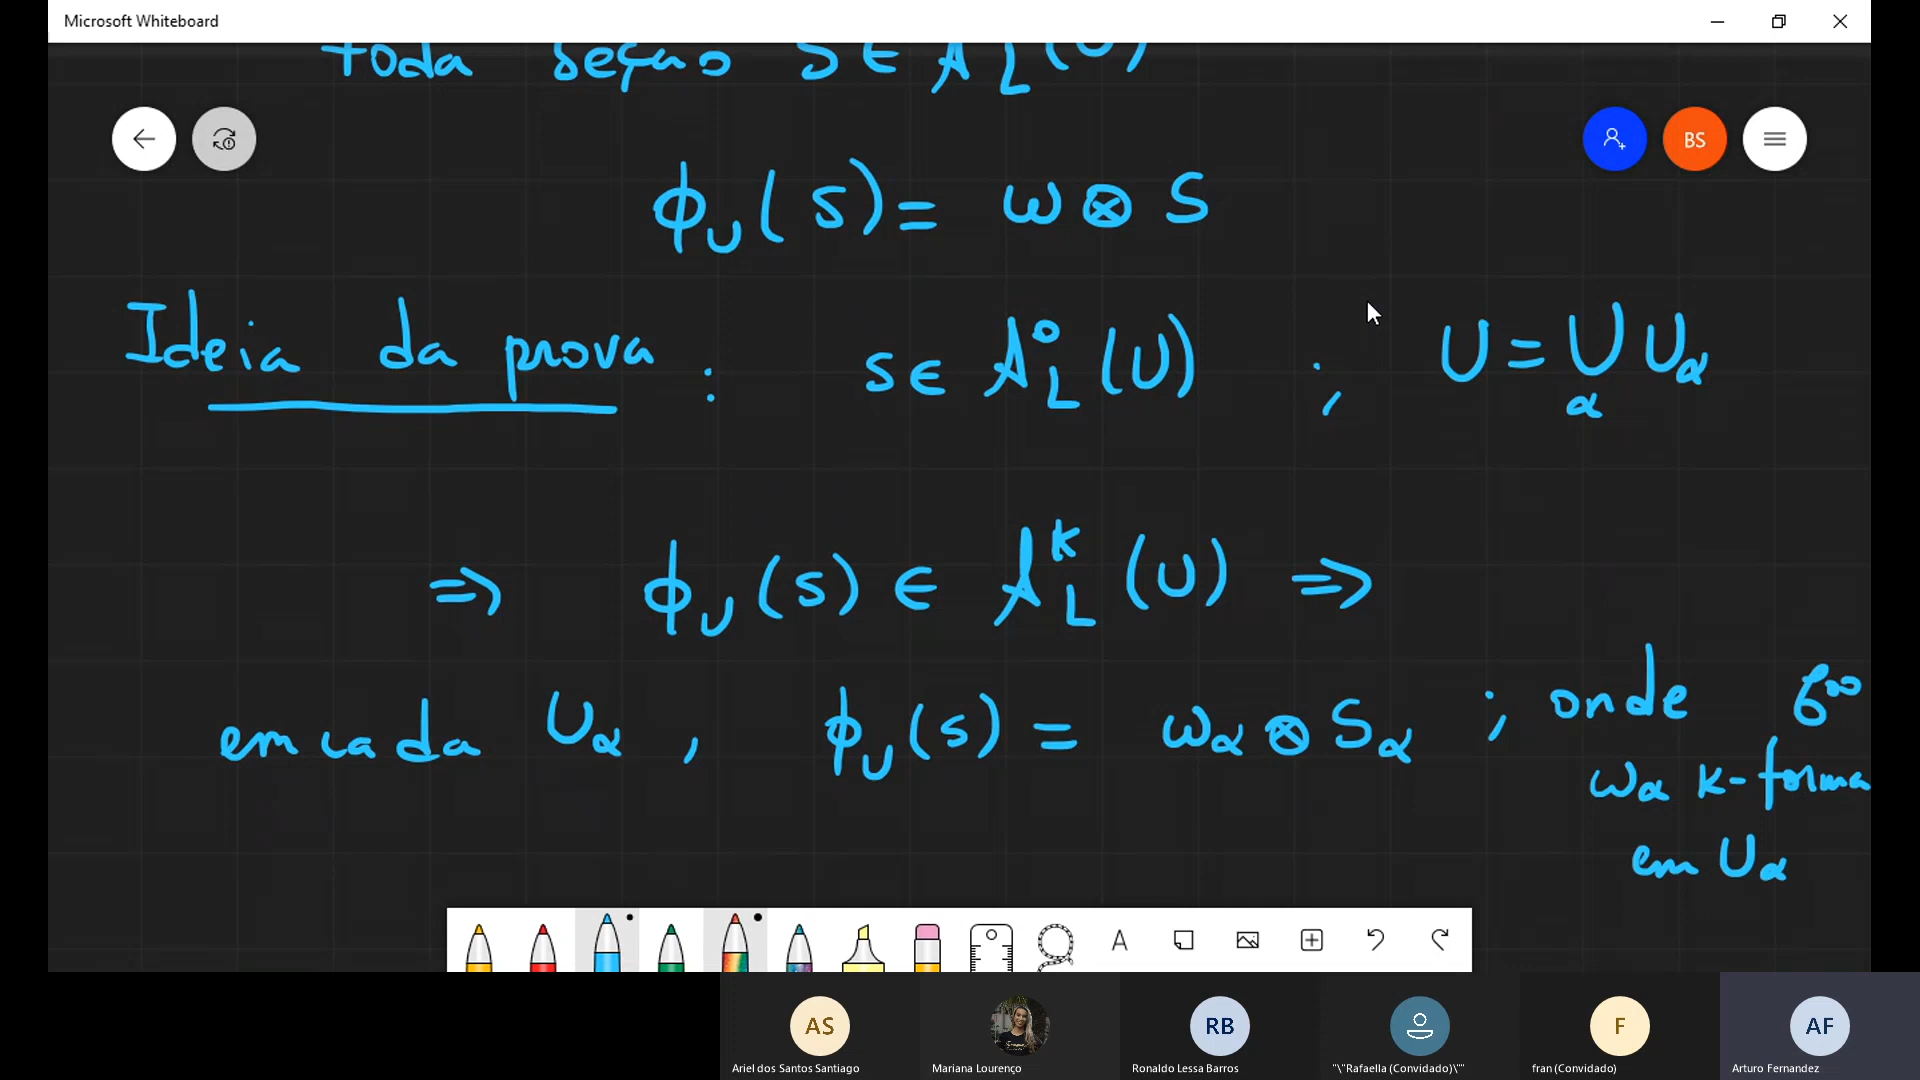 Microsoft Whiteboard
toda seção S ∈ A_L(U)
BS
ϕ_U(s) = ω ⊗ S
Ideia da prova : s ∈ A^0_L(U) ; U = ⋃_α U_α
⇒ ϕ_U(s) ∈ A^k_L(U) ⇒
em cada U_α , ϕ_U(s) = ω_α ⊗ S_α ; onde
C^∞
ω_α k-forma
em U_α
A
AS
RB
F
AF
Ariel dos Santos Santiago
Mariana Lourenço
Ronaldo Lessa Barros
"\"Rafaella (Convidado)\""
fran (Convidado)
Arturo Fernandez